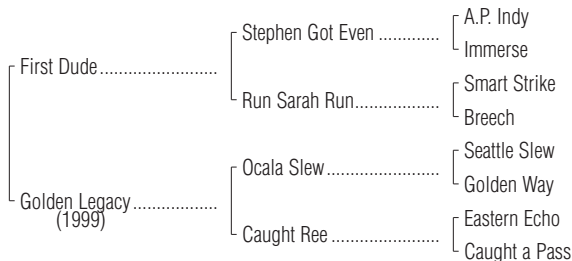 A.P. Indy
Stephen Got Even .............
Immerse
First Dude .........................
Smart Strike
Run Sarah Run..................
Breech
Seattle Slew
Ocala Slew ........................
Golden Way
Golden Legacy ..................
(1999)
Eastern Echo
Caught Ree .......................
Caught a Pass